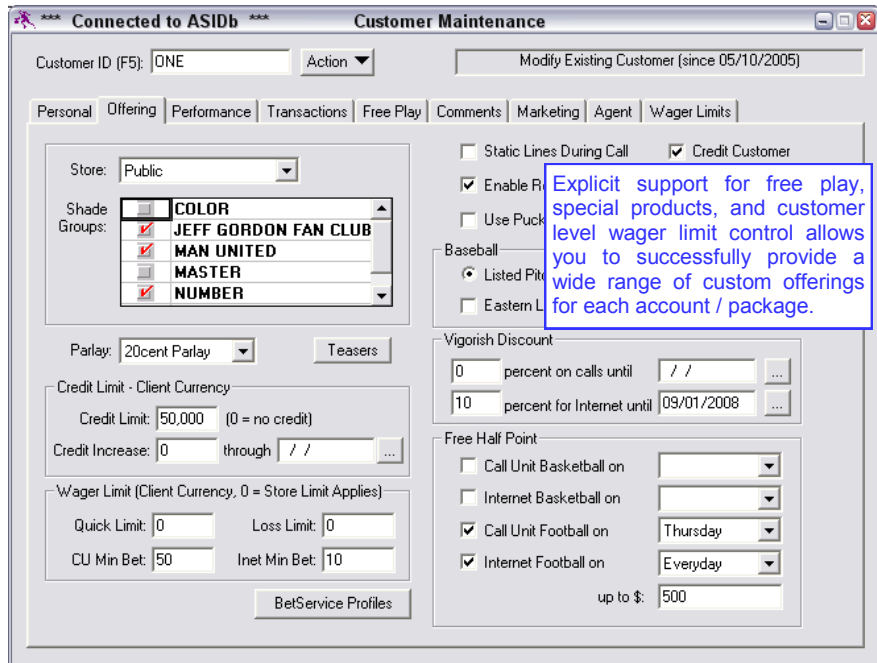 *** Connected to ASIDb *** Customer Maintenance
Customer ID (F5): ONE Action Modify Existing Customer (since 05/10/2005)
Personal Offering Performance Transactions Free Play Comments Marketing Agent Wager Limits
Store: Public
Shade Groups:
COLOR
JEFF GORDON FAN CLUB
MAN UNITED
MASTER
NUMBER
Parlay: 20cent Parlay Teasers
Credit Limit - Client Currency
Credit Limit: 50,000 (0 = no credit)
Credit Increase: 0 through / / ...
Wager Limit (Client Currency, 0 = Store Limit Applies)
Quick Limit: 0 Loss Limit: 0
CU Min Bet: 50 Inet Min Bet: 10
BetService Profiles
Static Lines During Call Credit Customer
Enable
Use Puck
Baseball
Listed
Eastern
Explicit support for free play,
special products, and customer
level wager limit control allows
you to successfully provide a
wide range of custom offerings
for each account / package.
Vigorish Discount
0 percent on calls until / / ...
10 percent for Internet until 09/01/2008 ...
Free Half Point
Call Unit Basketball on
Internet Basketball on
Call Unit Football on Thursday
Internet Football on Everyday
up to $: 500